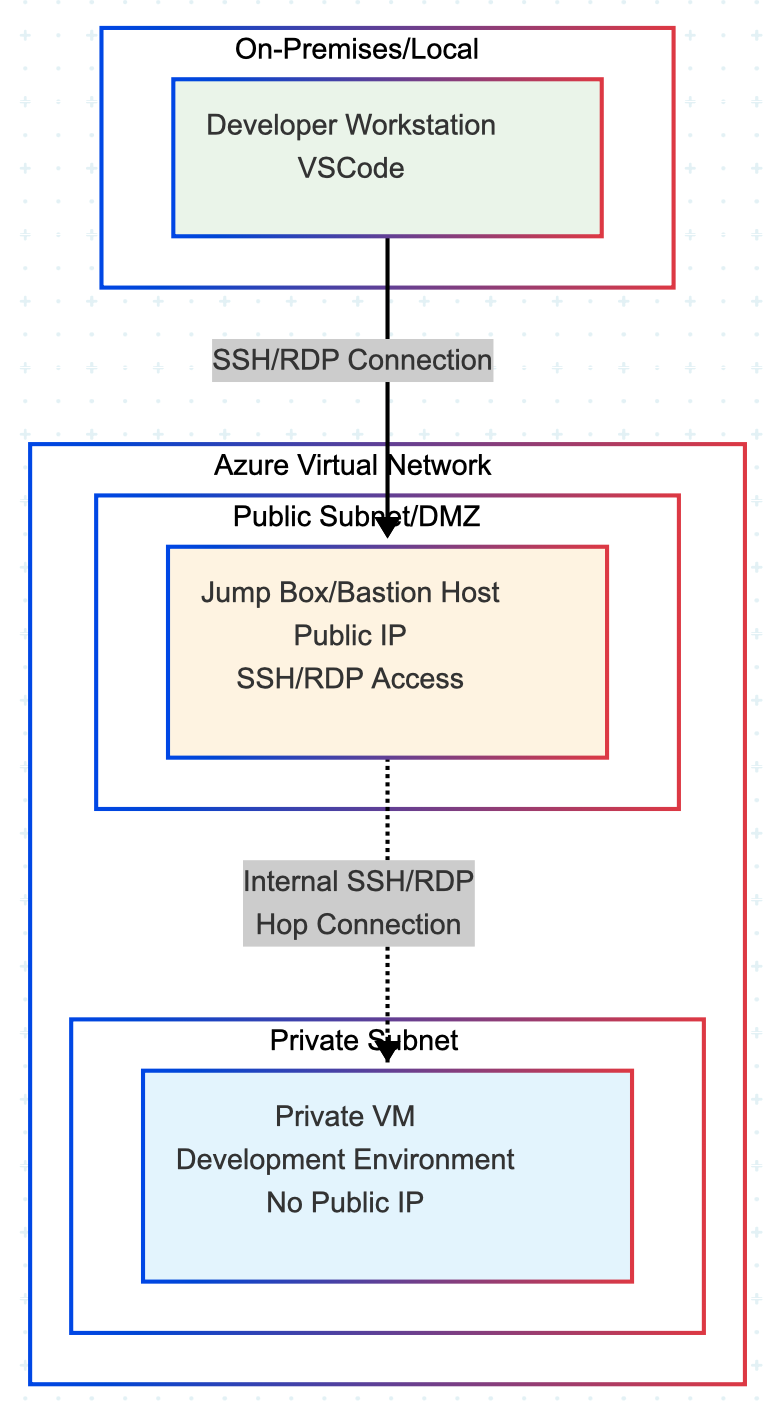 On-Premises/Local
Developer Workstation
VSCode
SSH/RDP Connection
Azure Virtual Network
Public Subnet/DMZ
Jump Box/Bastion Host
Public IP
SSH/RDP Access
Internal SSH/RDP
Hop Connection
Private Subnet
Private VM
Development Environment
No Public IP